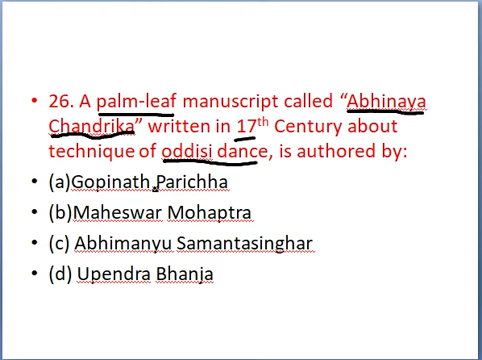 • 26. A palm-leaf manuscript called “Abhinaya
Chandrika” written in 17th Century about
technique of oddisi dance, is authored by:
• (a)Gopinath Parichha
• (b)Maheswar Mohaptra
• (c) Abhimanyu Samantasinghar
• (d) Upendra Bhanja